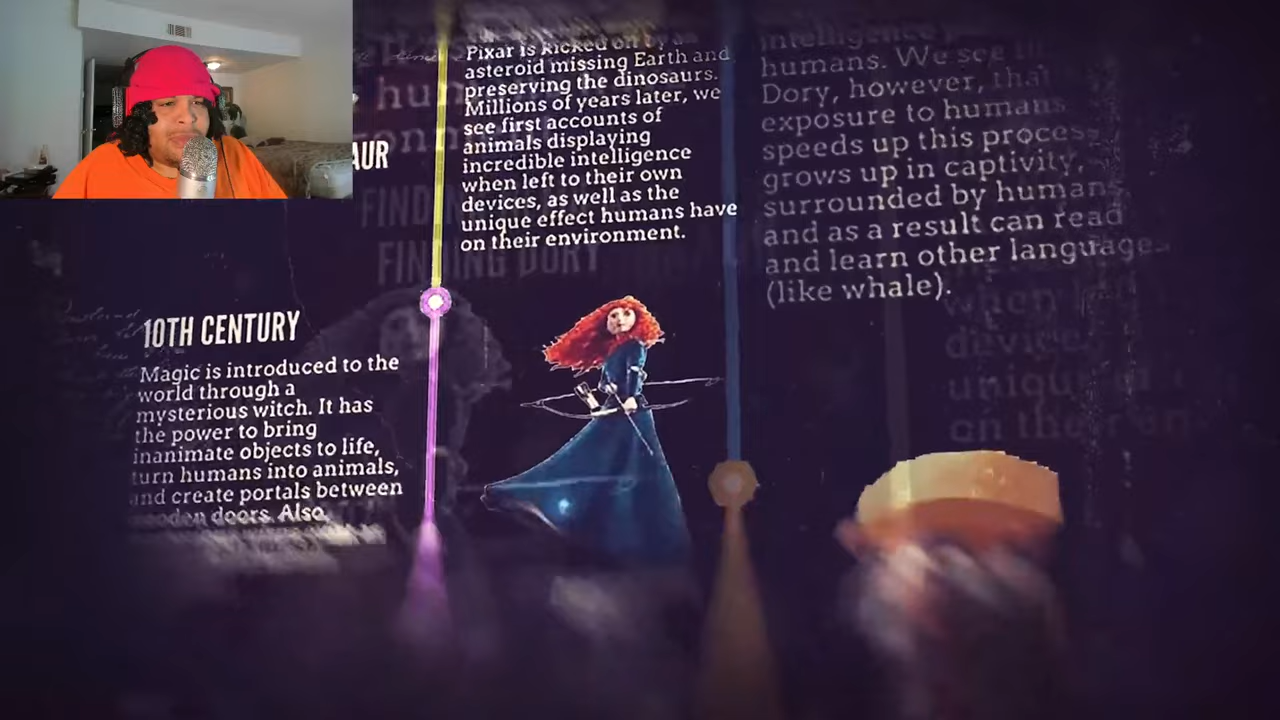 AUR
Pixar is kicked off by an
asteroid missing Earth and
preserving the dinosaurs.
Millions of years later, we
see first accounts of
animals displaying
incredible intelligence
when left to their own
devices, as well as the
unique effect humans have
on their environment.
10TH CENTURY
Magic is introduced to the
world through a
mysterious witch. It has
the power to bring
inanimate objects to life,
turn humans into animals,
and create portals between
wooden doors. Also,
intelligence
humans. We see in
Dory, however, that
exposure to humans
speeds up this process
grows up in captivity,
surrounded by humans
and as a result can read
and learn other languages
(like whale).
FINDING DORY